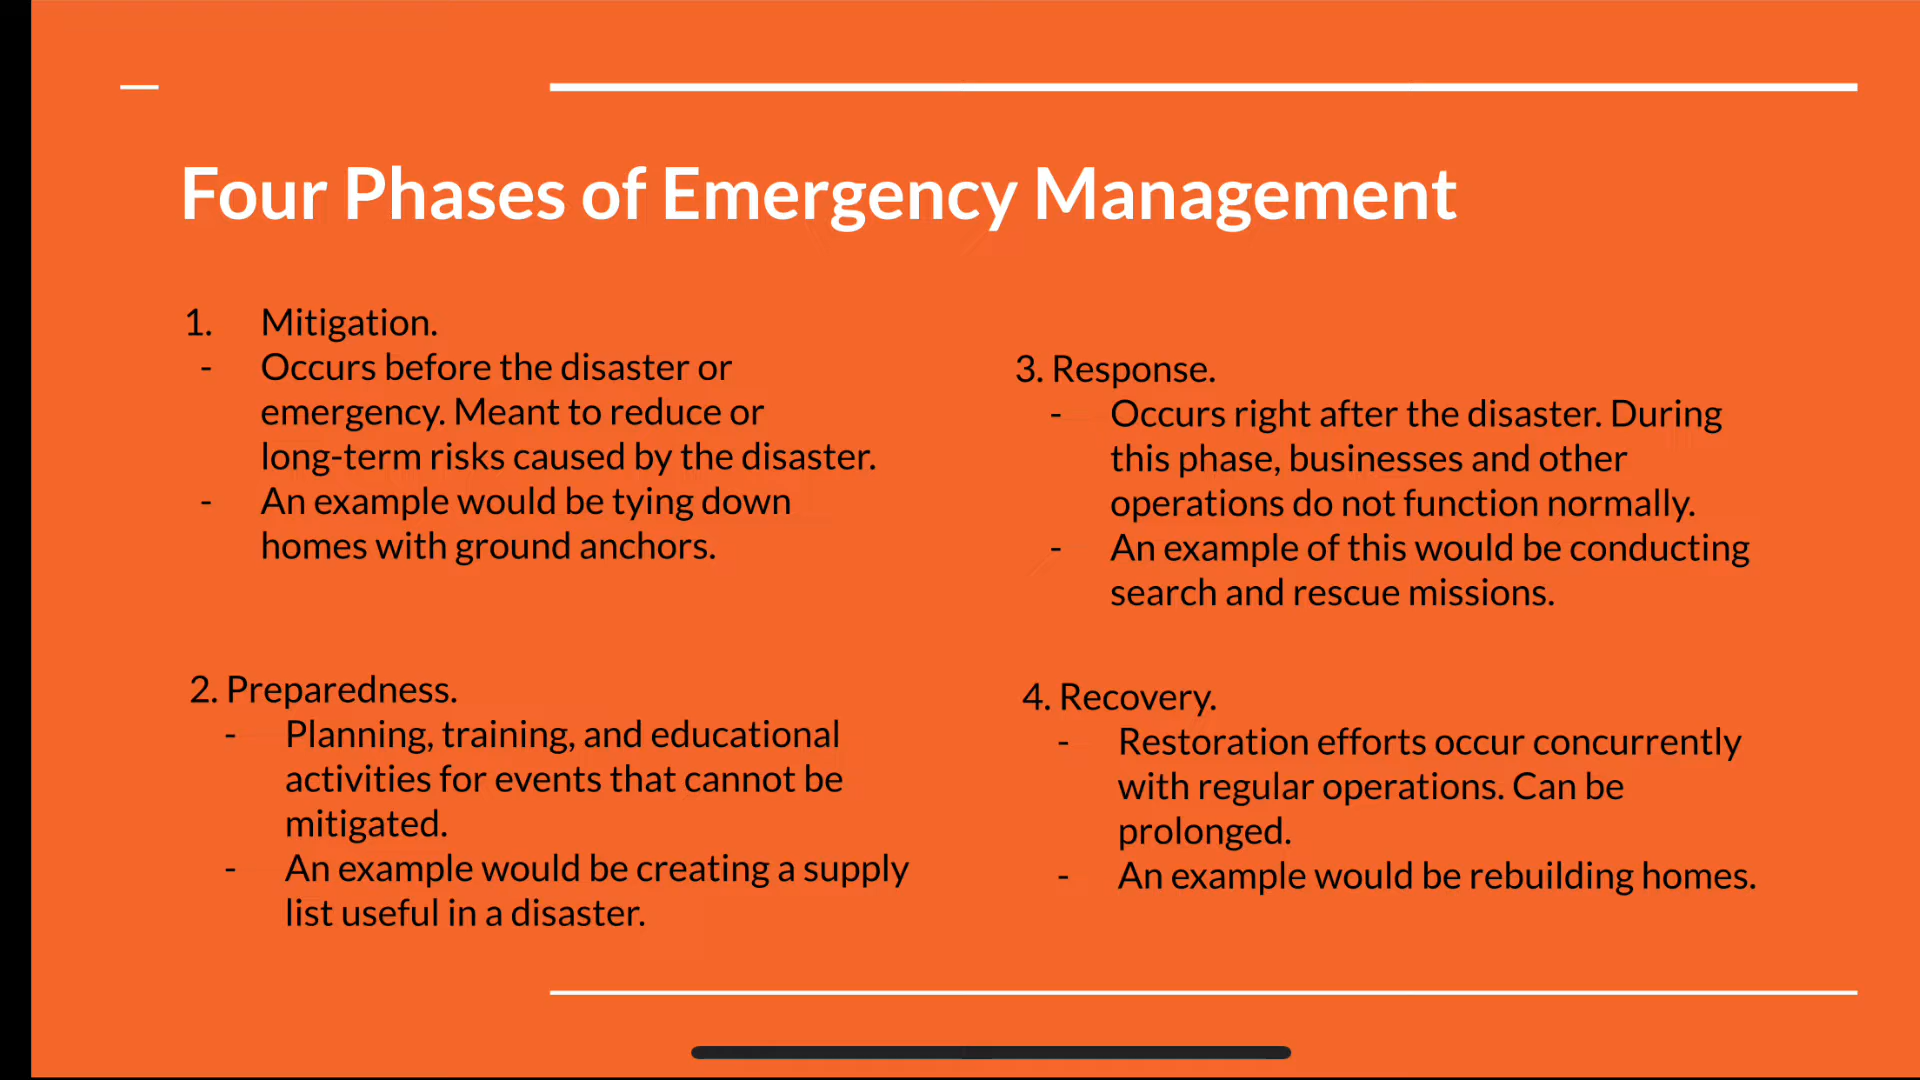 Four Phases of Emergency Management
1. Mitigation.
- Occurs before the disaster or
emergency. Meant to reduce or
long-term risks caused by the disaster.
- An example would be tying down
homes with ground anchors.
2. Preparedness.
- Planning, training, and educational
activities for events that cannot be
mitigated.
- An example would be creating a supply
list useful in a disaster.
3. Response.
- Occurs right after the disaster. During
this phase, businesses and other
operations do not function normally.
- An example of this would be conducting
search and rescue missions.
4. Recovery.
- Restoration efforts occur concurrently
with regular operations. Can be
prolonged.
- An example would be rebuilding homes.